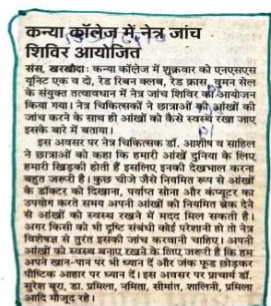 कन्या कॉलेज में नेत्र जांच
शिविर आयोजित
संस, खरखौदा: कन्या कॉलेज में शुक्रवार को एनएसएस
यूनिट एक व दो, रेड रिबन क्लब, रेड क्रास, वूमन सेल
के संयुक्त तत्वावधान में नेत्र जांच शिविर का आयोजन
किया गया। नेत्र चिकित्सकों ने छात्राओं की आंखों की
जांच करने के साथ ही आंखों को कैसे स्वस्थ रखा जाए
इसके बारे में बताया।
इस अवसर पर नेत्र चिकित्सक डॉ. आशीष व साहिल
ने छात्राओं को कहा कि हमारी आंखें दुनिया के लिए
हमारी खिड़की होती हैं इसलिए इनकी देखभाल करना
बहुत जरूरी है। कुछ चीजें जैसे नियमित रूप से आंखों
के डॉक्टर को दिखाना, पर्याप्त सोना और कंप्यूटर का
उपयोग करते समय अपनी आंखों को नियमित ब्रेक देने
से आंखों को स्वस्थ रखने में मदद मिल सकती है।
अगर किसी को भी दृष्टि संबंधी कोई परेशानी हो तो नेत्र
विशेषज्ञ से तुरंत इसकी जांच करवानी चाहिए। अपनी
आंखों को स्वस्थ बनाए रखने के लिए जरूरी है कि हम
अपने खान-पान पर भी ध्यान दें और जंक फूड छोड़कर
पौष्टिक आहार पर ध्यान दें। इस अवसर पर प्राचार्य डॉ.
सुरेश बूरा, डा. प्रमिला, नमिता, सीमांत, शालिनी, प्रमिला
आदि मौजूद रहे।